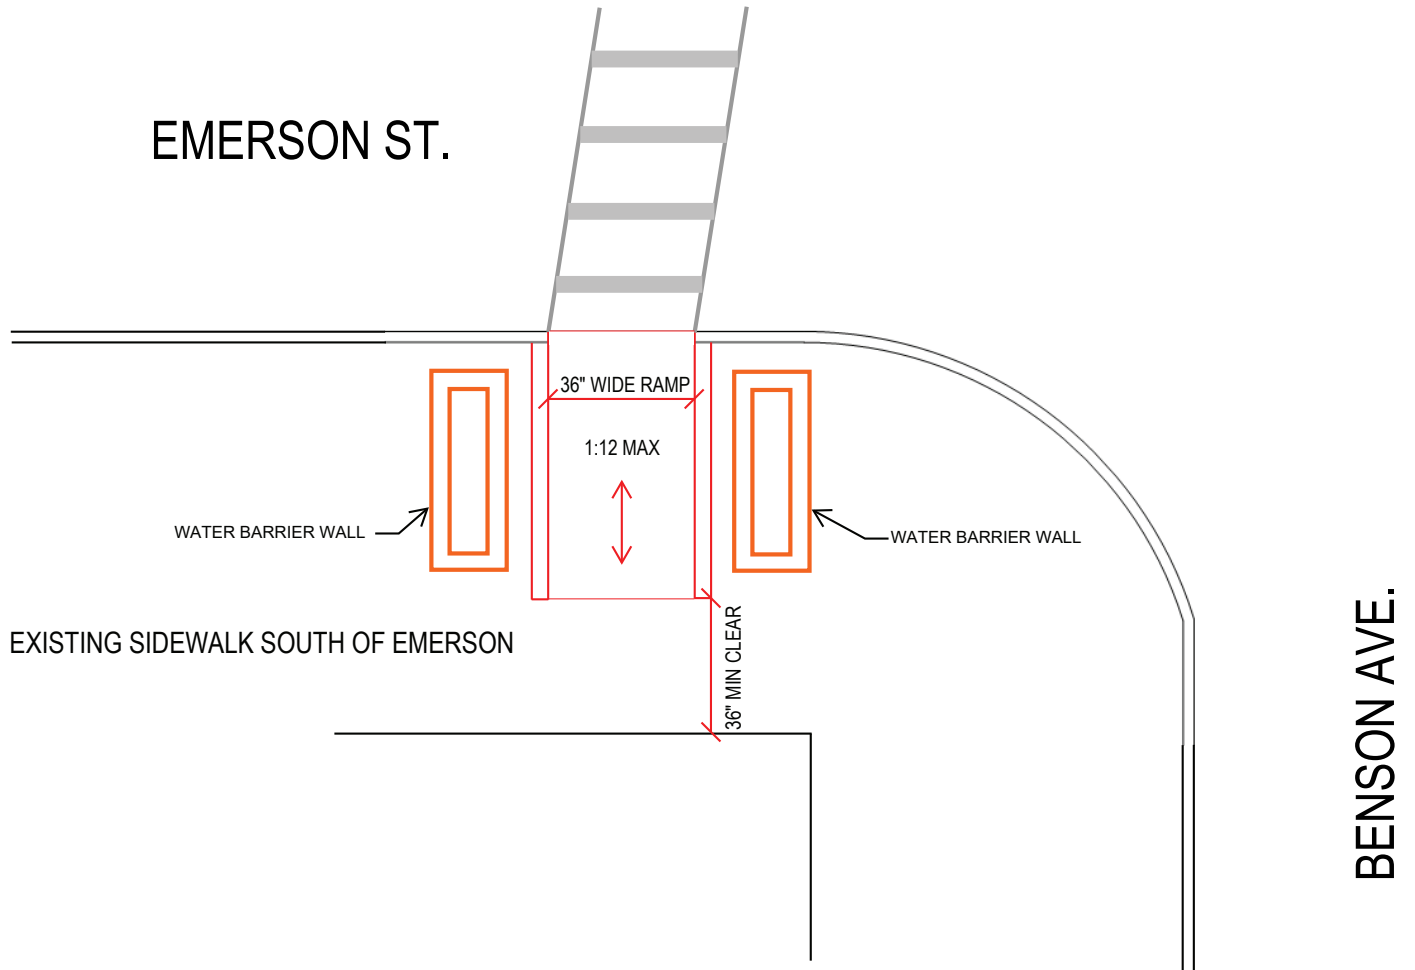 EMERSON ST.
36" WIDE RAMP
1:12 MAX
WATER BARRIER WALL
WATER BARRIER WALL
EXISTING SIDEWALK SOUTH OF EMERSON
36" MIN CLEAR
BENSON AVE.